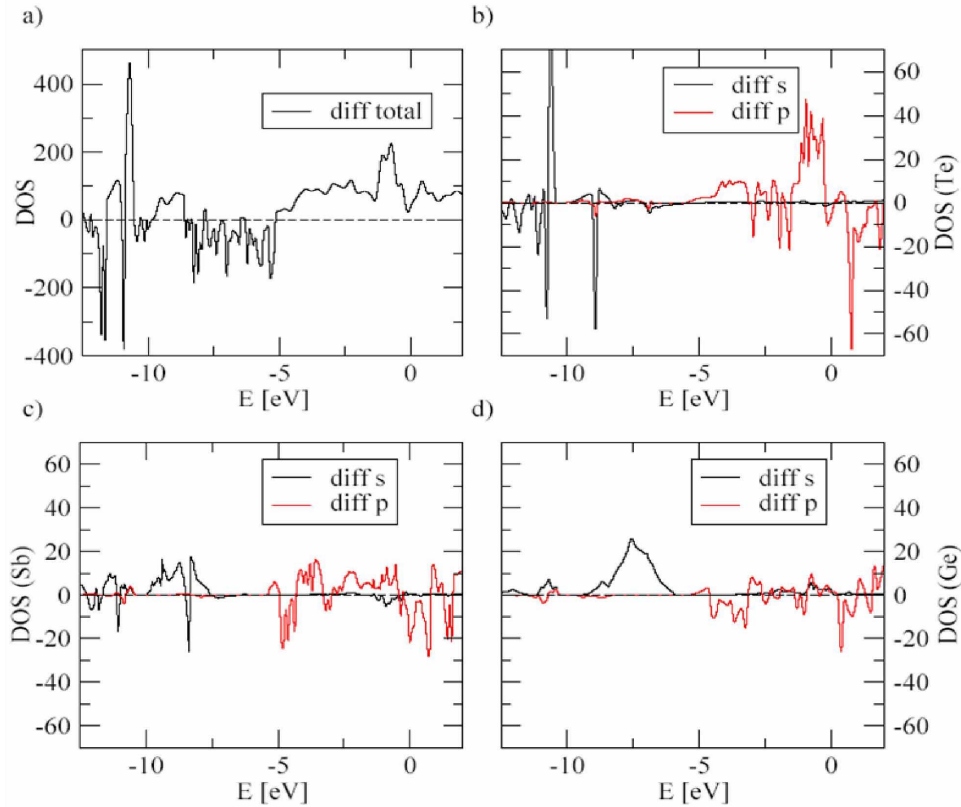 a)
b)
400
200
0
-200
-400
DOS
diff total
-10
-5
0
E [eV]
diff s
diff p
60
40
20
0
-20
-40
-60
DOS (Te)
-10
-5
0
E [eV]
c)
d)
60
40
20
0
-20
-40
-60
DOS (Sb)
diff s
diff p
-10
-5
0
E [eV]
diff s
diff p
60
40
20
0
-20
-40
-60
DOS (Ge)
-10
-5
0
E [eV]